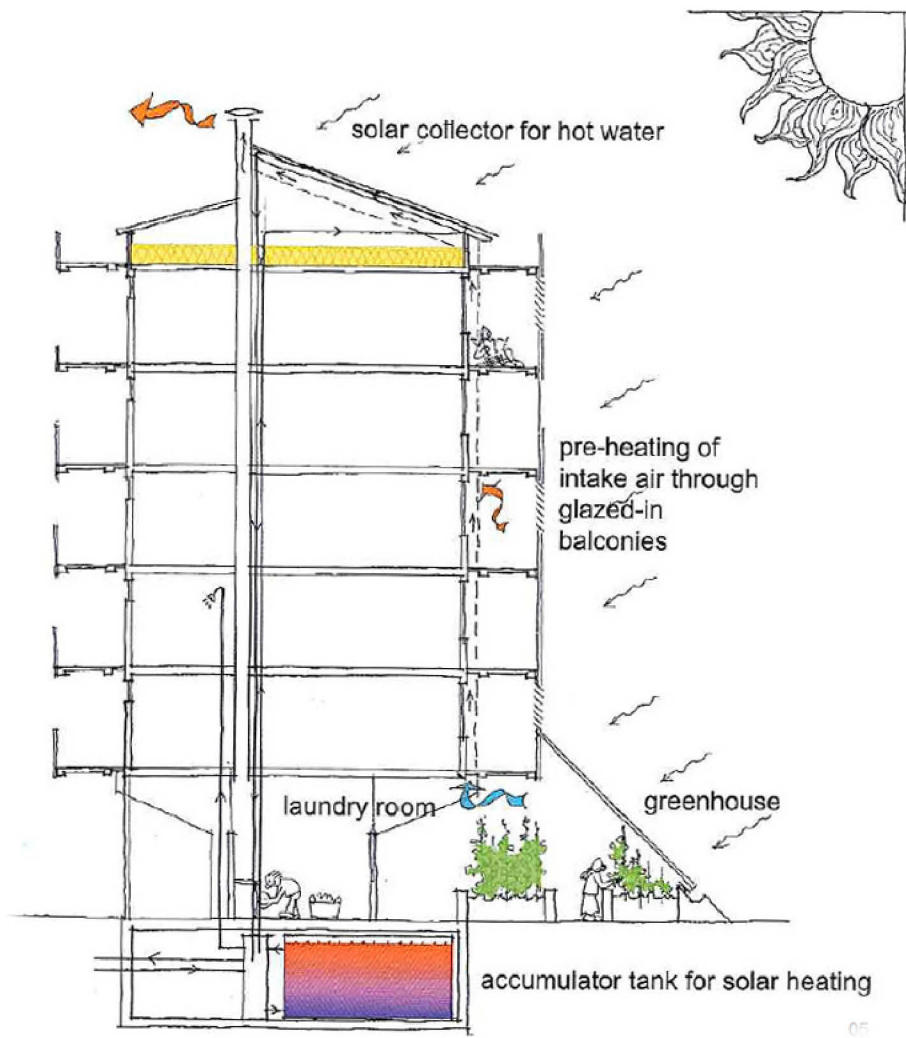 solar collector for hot water
pre-heating of
intake air through
glazed-in
balconies
laundry room
greenhouse
accumulator tank for solar heating
05